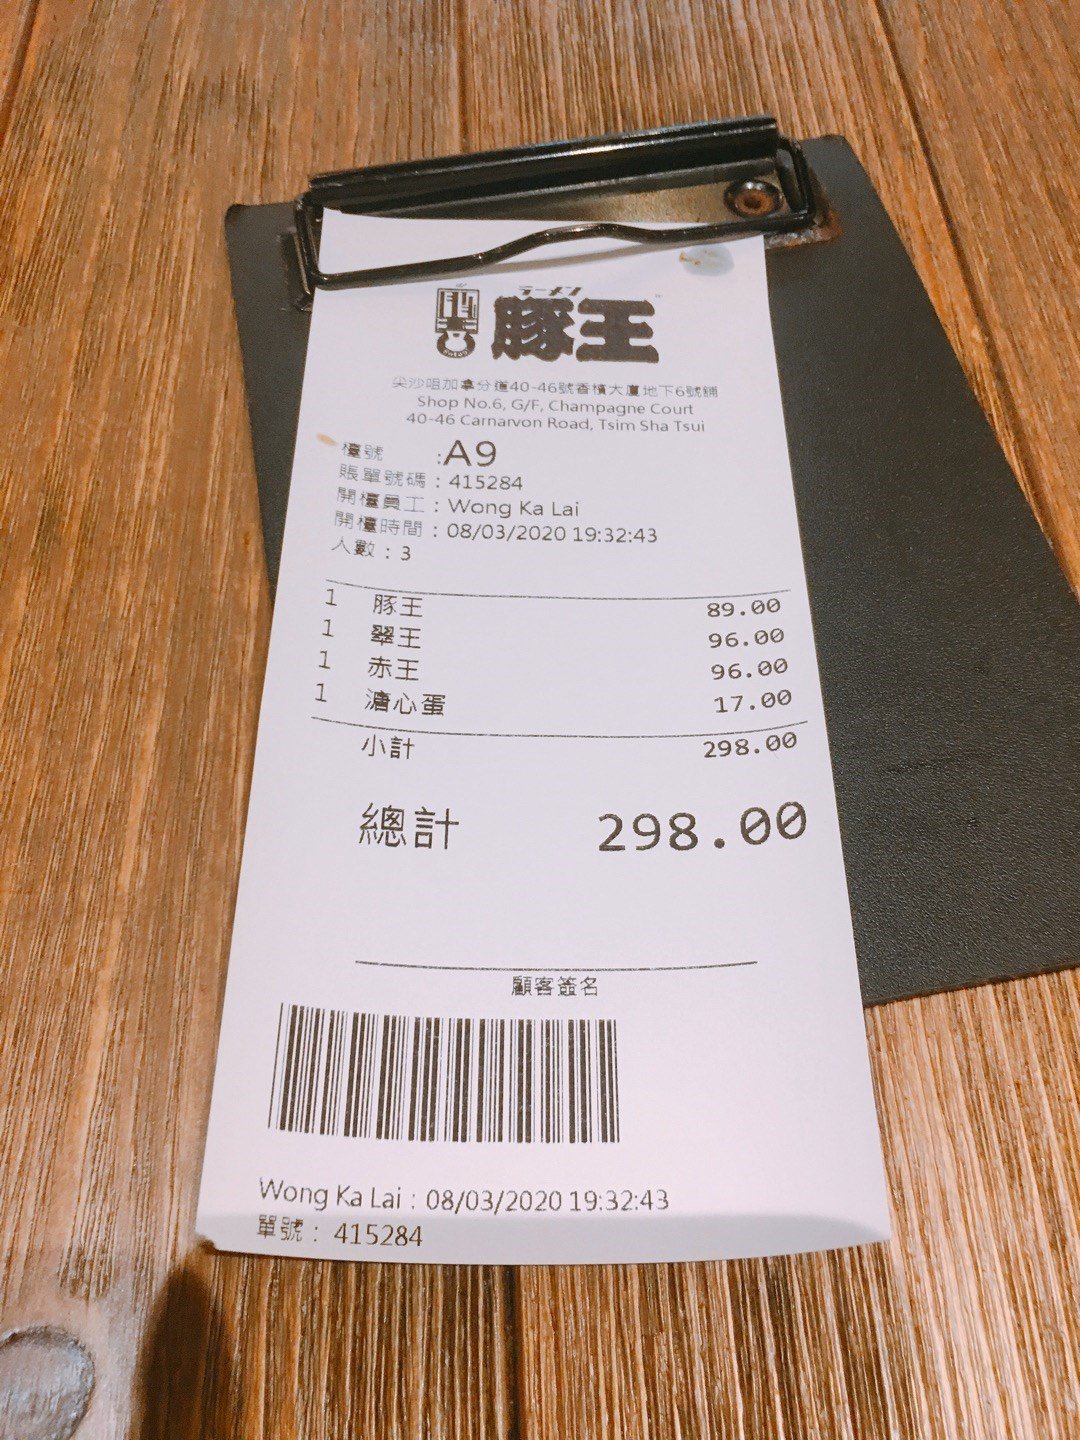 ラーメン
豚王
尖沙咀加拿分道40-46號香檳大廈地下6號舖
Shop No.6, G/F, Champagne Court
40-46 Carnarvon Road, Tsim Sha Tsui
檯號 :A9
賬單號碼 : 415284
開檯員工 : Wong Ka Lai
開檯時間 : 08/03/2020 19:32:43
人數 : 3
1 豚王 89.00
1 翠王 96.00
1 赤王 96.00
1 溏心蛋 17.00
小計 298.00
總計 298.00
顧客簽名
Wong Ka Lai : 08/03/2020 19:32:43
單號 : 415284